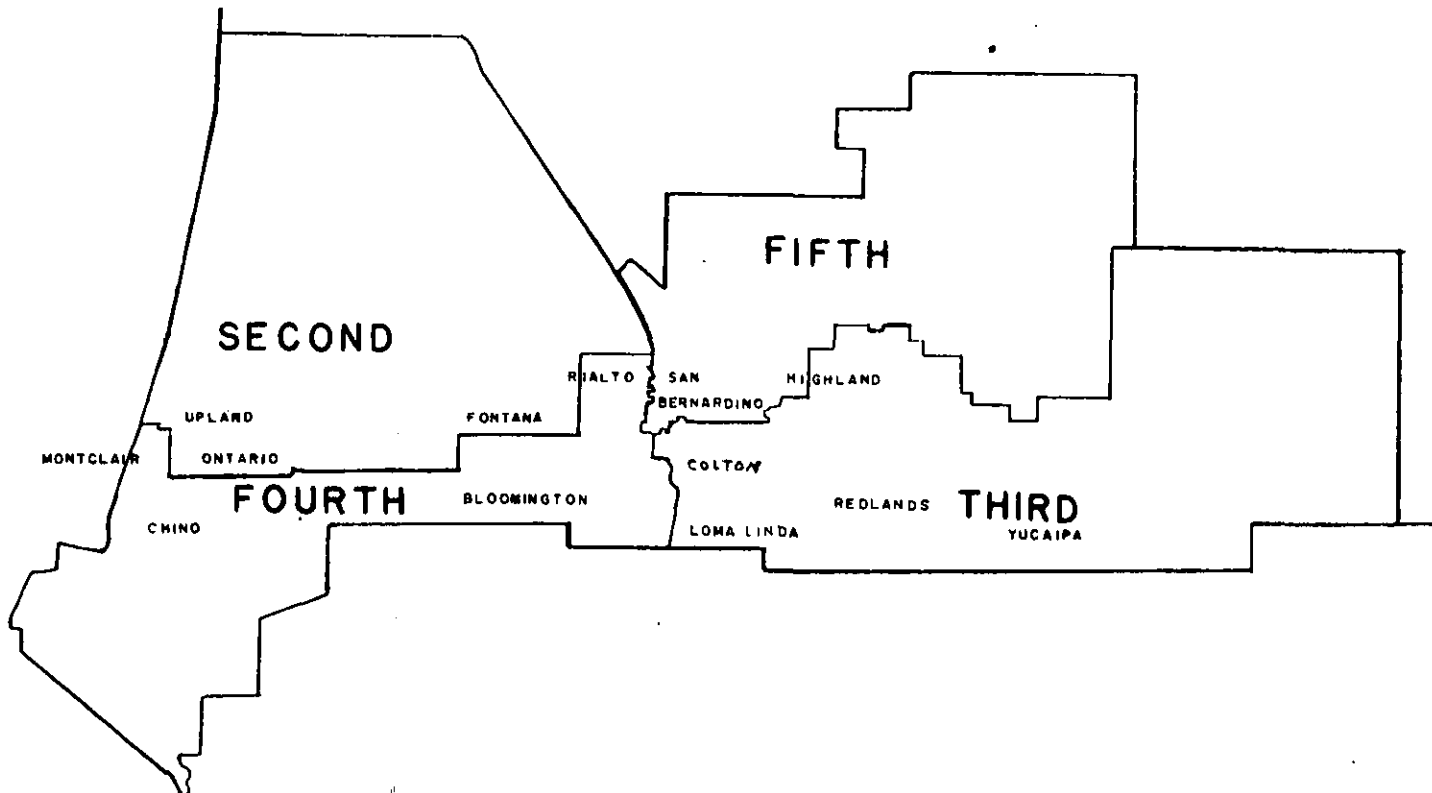 FIFTH
SECOND
RIALTO
SAN
BERNARDINO
HIGHLAND
UPLAND
FONTANA
MONTCLAIR
ONTARIO
COLTON
FOURTH
BLOOMINGTON
REDLANDS
THIRD
CHINO
LOMA LINDA
YUCAIPA